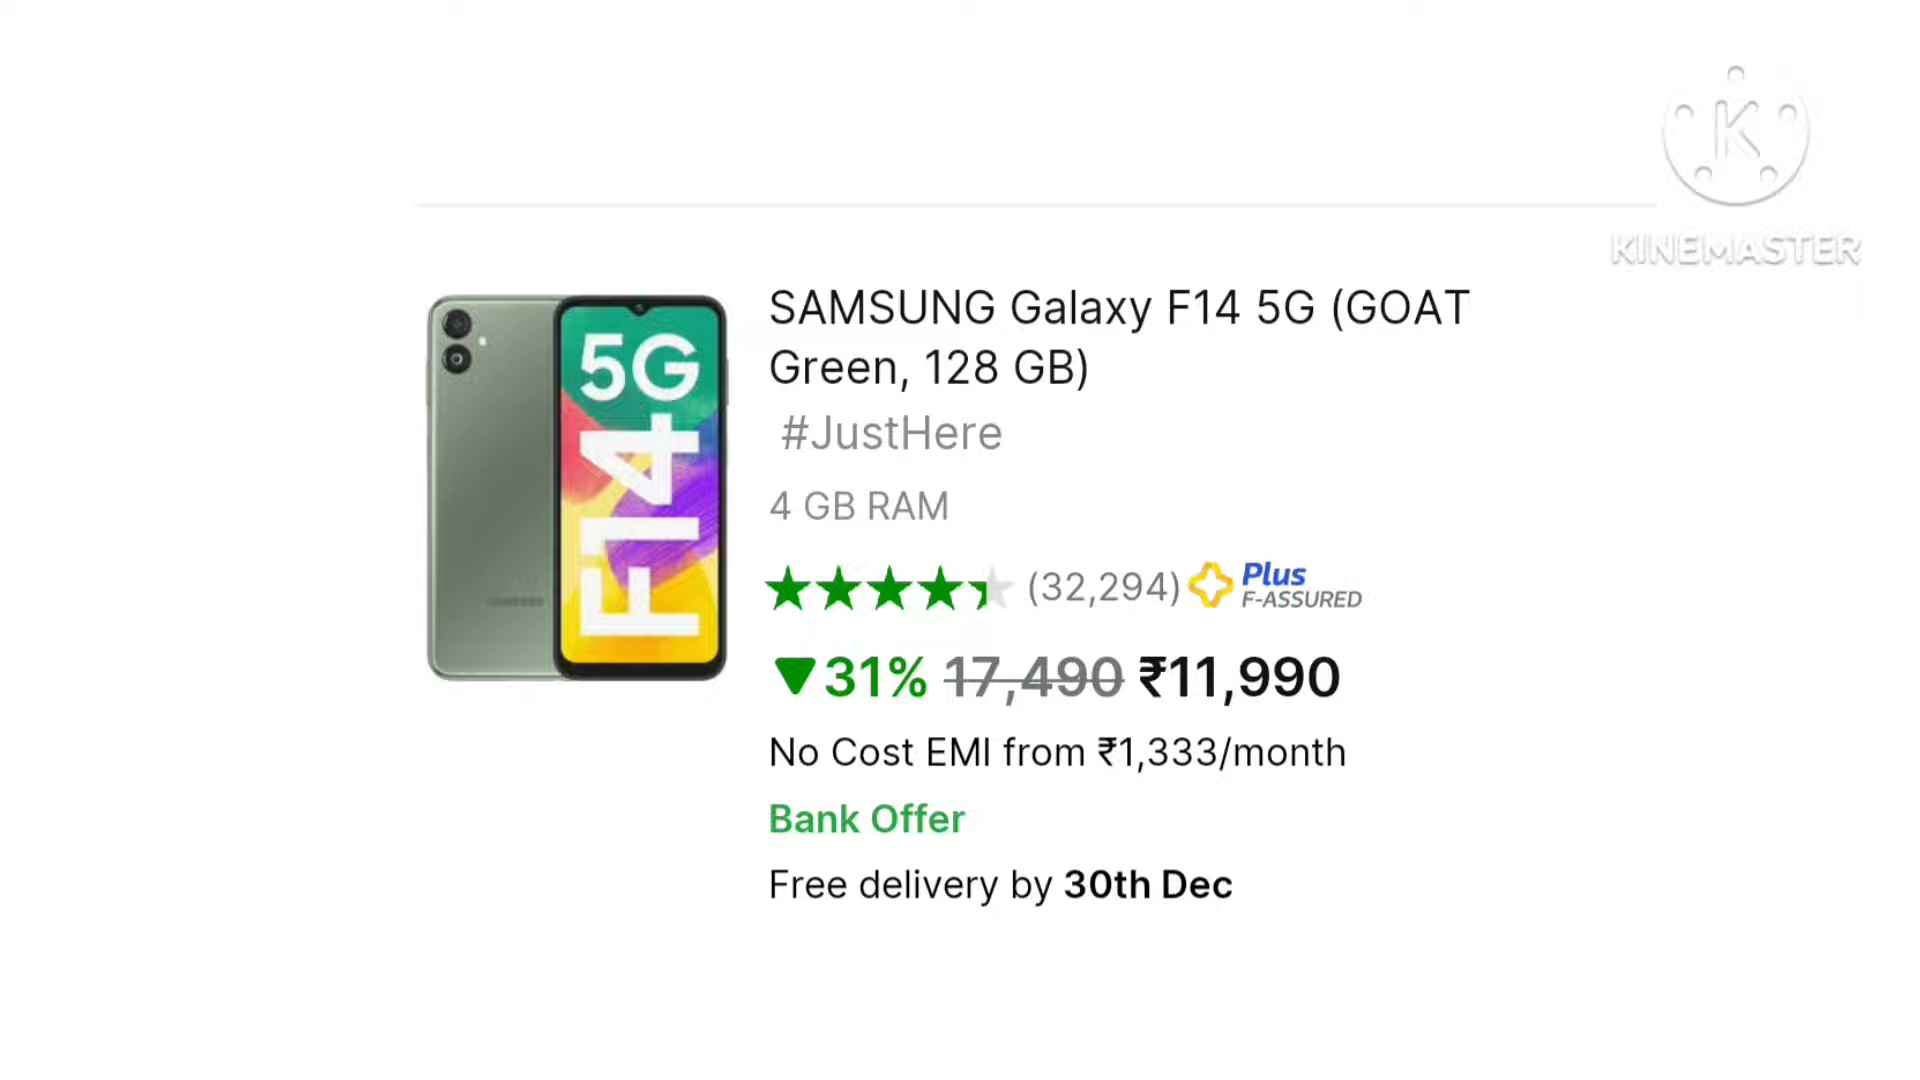 K
KINEMASTER
SAMSUNG Galaxy F14 5G (GOAT
Green, 128 GB)
#JustHere
4 GB RAM
(32,294) Plus
F-ASSURED
▼31% 17,490 ₹11,990
No Cost EMI from ₹1,333/month
Bank Offer
Free delivery by 30th Dec
5G
F14